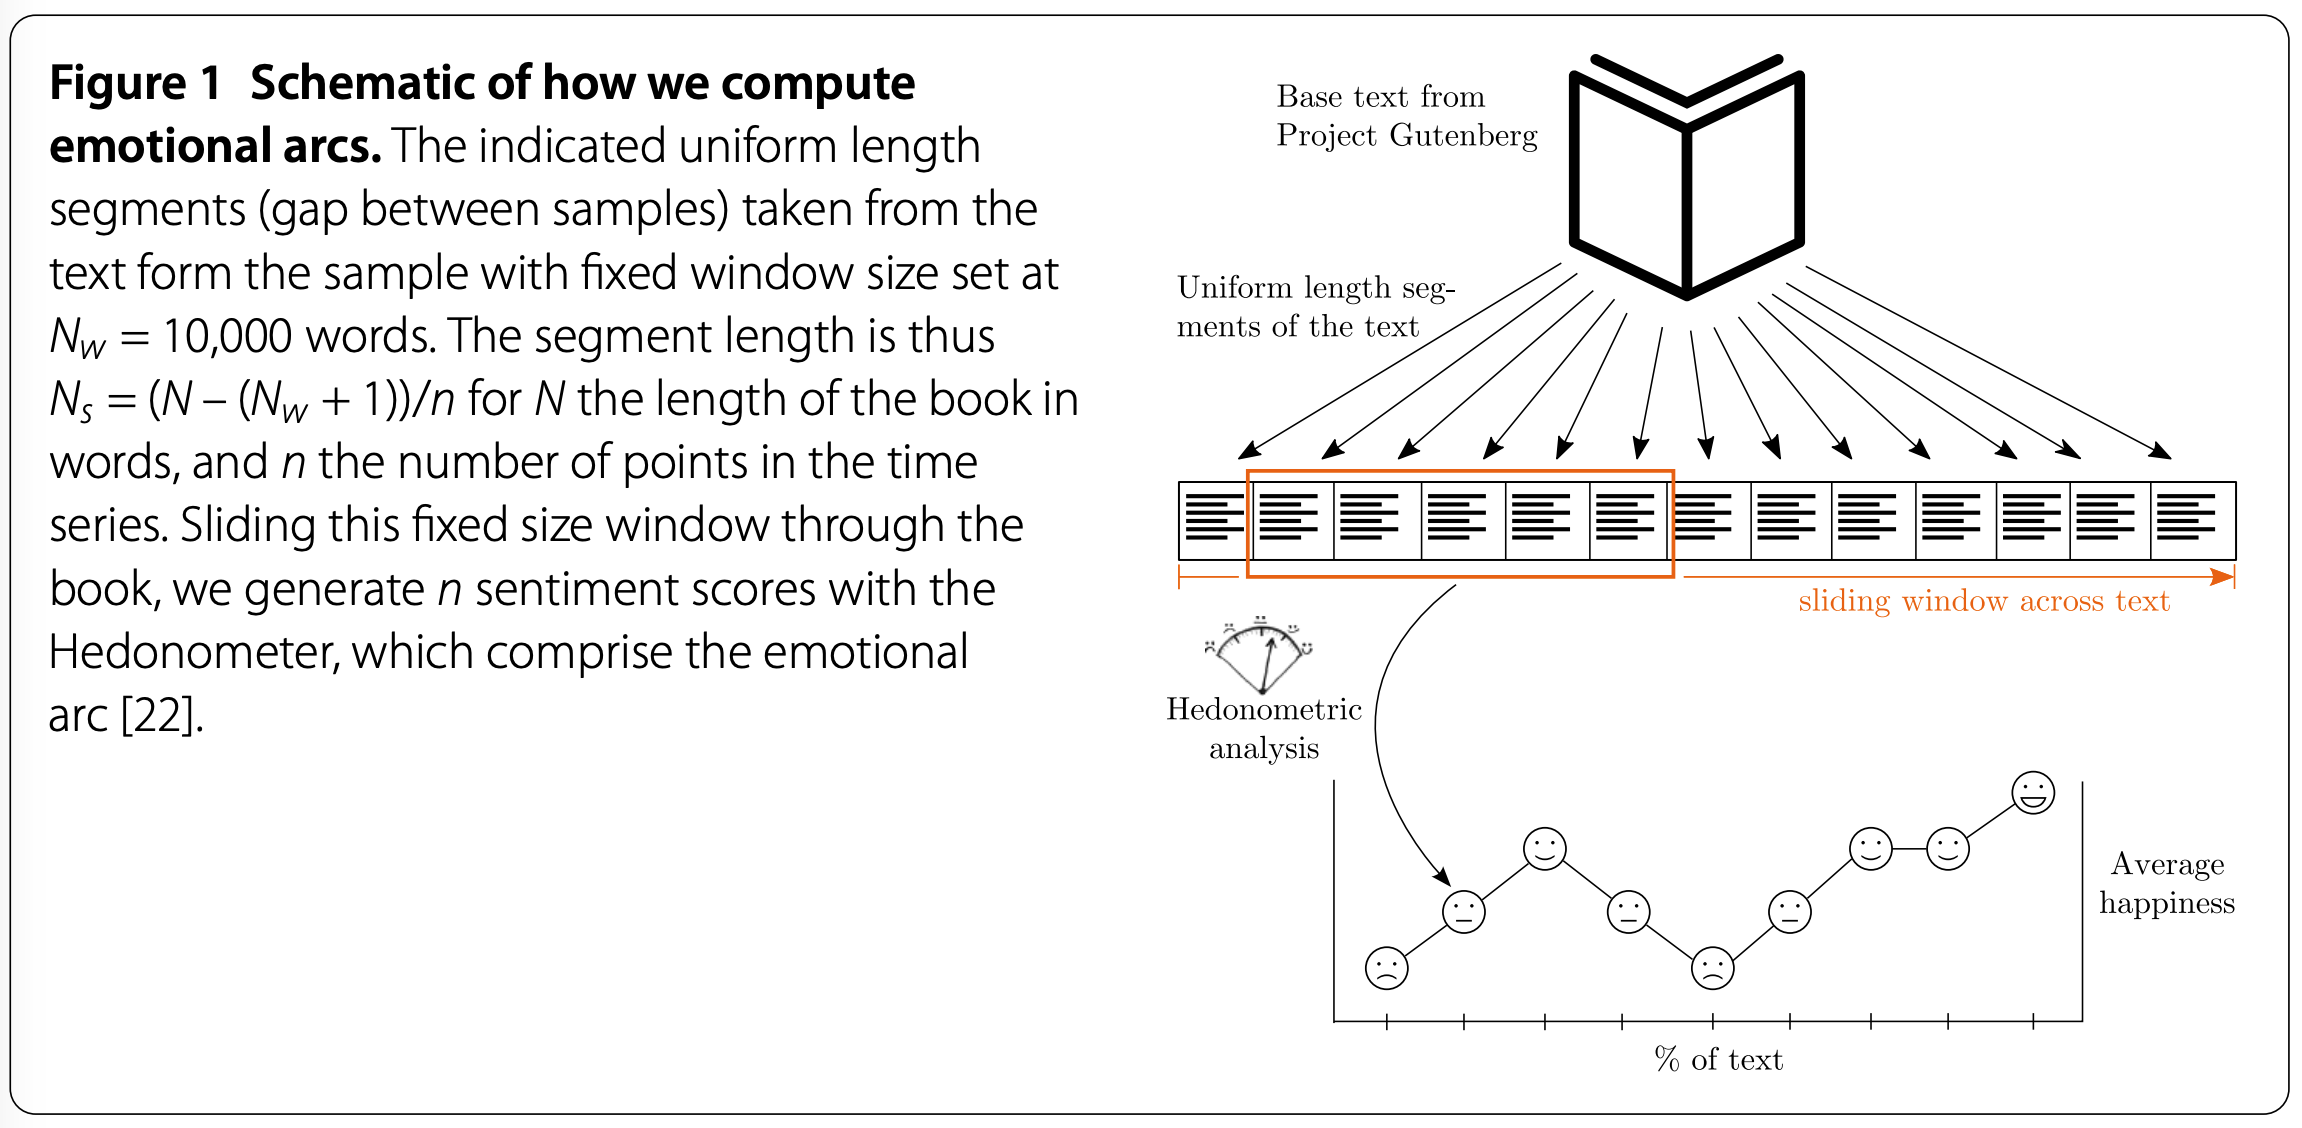 Figure 1 Schematic of how we compute
emotional arcs. The indicated uniform length
segments (gap between samples) taken from the
text form the sample with fixed window size set at
Nw = 10,000 words. The segment length is thus
Ns = (N – (Nw + 1))/n for N the length of the book in
words, and n the number of points in the time
series. Sliding this fixed size window through the
book, we generate n sentiment scores with the
Hedonometer, which comprise the emotional
arc [22].
Base text from
Project Gutenberg
Uniform length seg-
ments of the text
sliding window across text
Hedonometric
analysis
Average
happiness
% of text